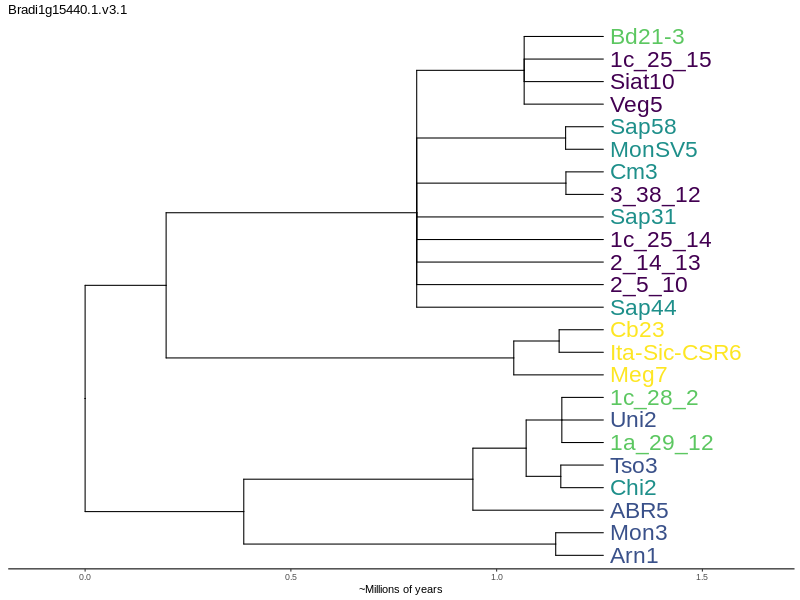 Bradi1g15440.1.v3.1
Bd21-3
1c_25_15
Siat10
Veg5
Sap58
MonSV5
Cm3
3_38_12
Sap31
1c_25_14
2_14_13
2_5_10
Sap44
Cb23
Ita-Sic-CSR6
Meg7
1c_28_2
Uni2
1a_29_12
Tso3
Chi2
ABR5
Mon3
Arn1
0.0 0.5 1.0 1.5
~Millions of years